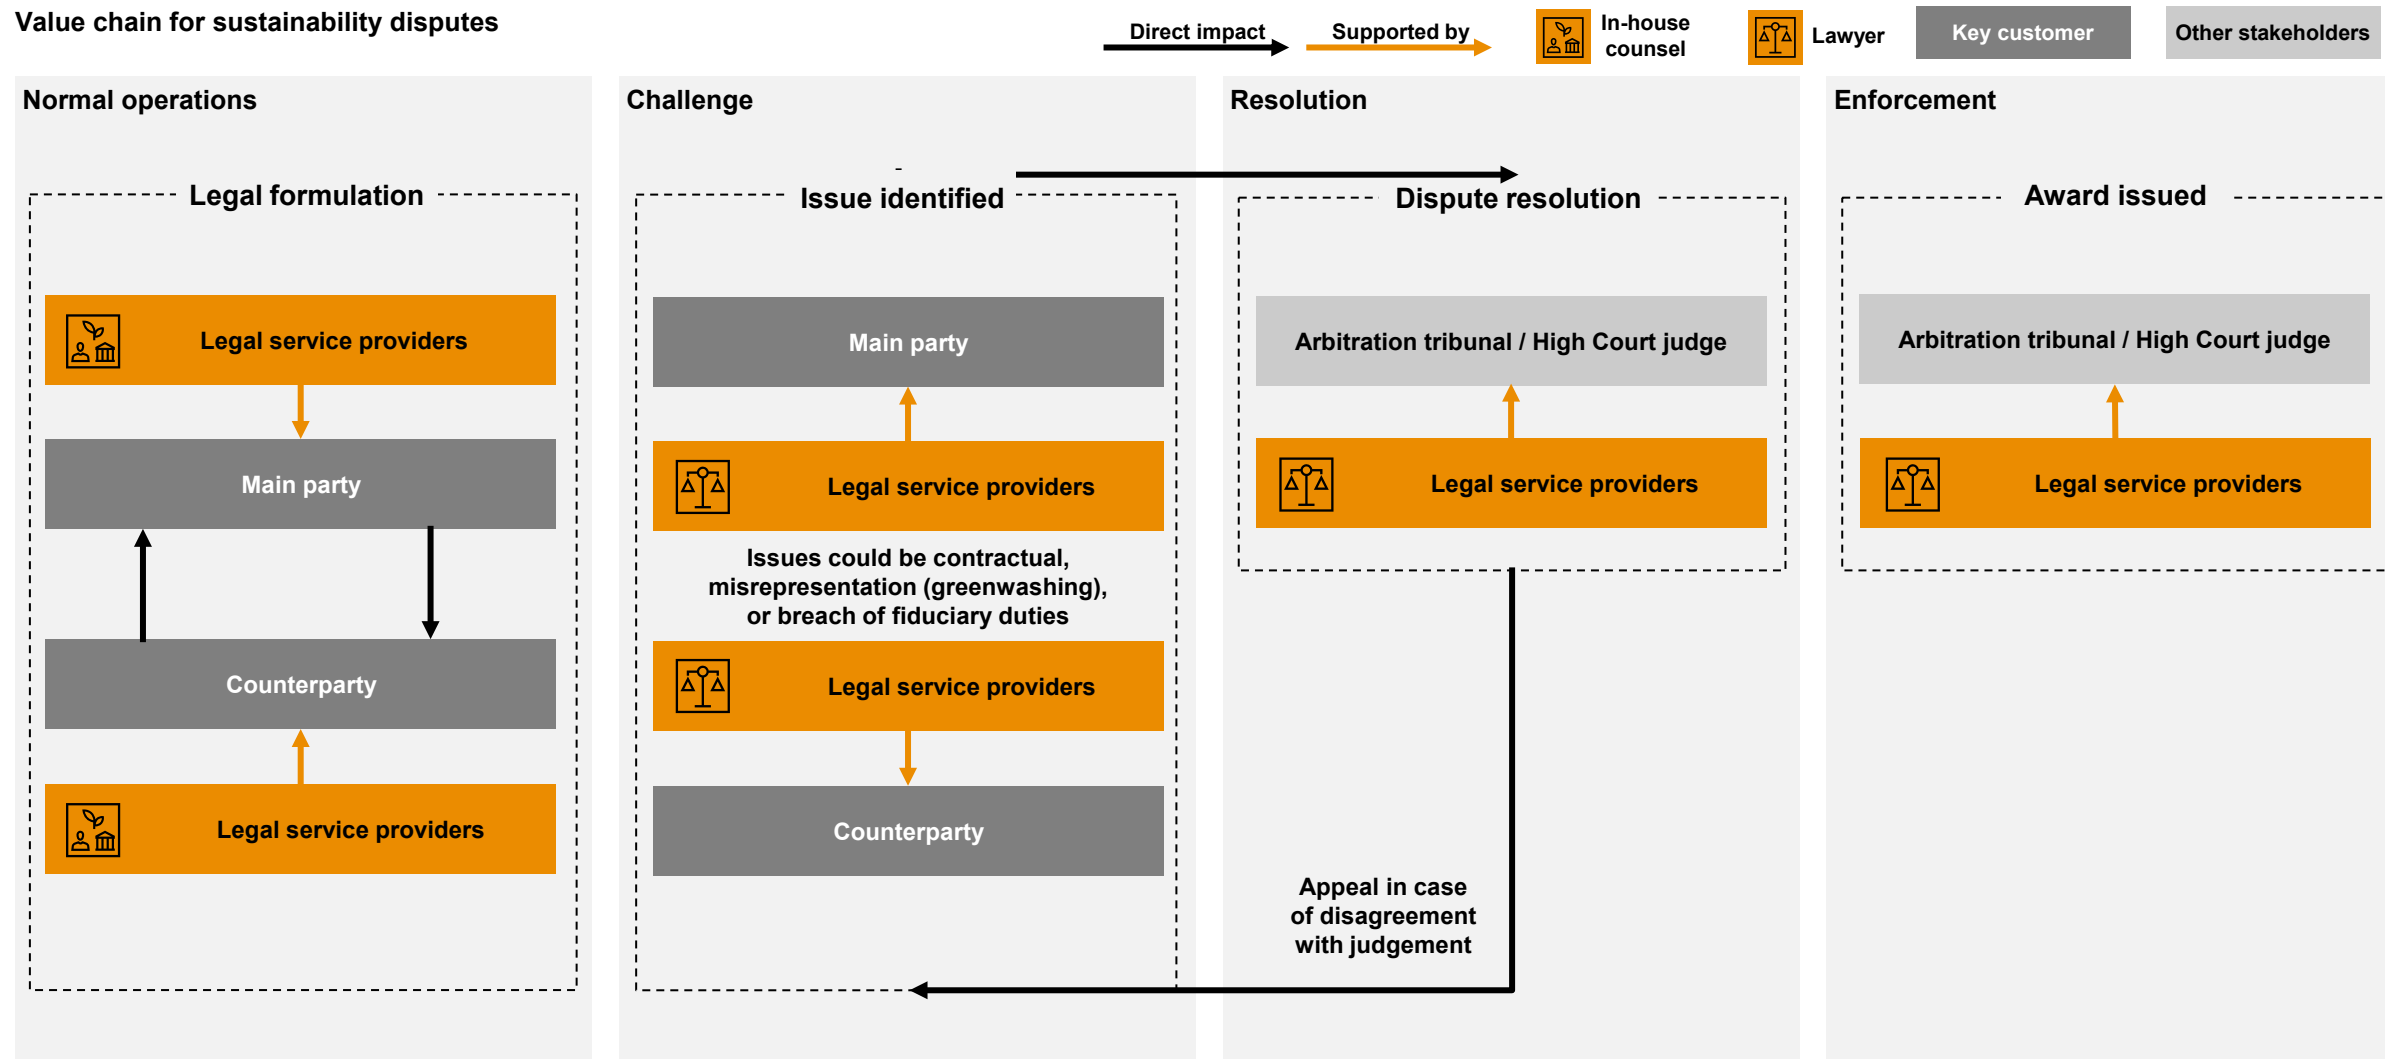 Value chain for sustainability disputes
Direct impact
Supported by
In-house
counsel
Lawyer
Key customer
Other stakeholders
Normal operations
Legal formulation
Legal service providers
Main party
Counterparty
Legal service providers
Challenge
Issue identified
Main party
Legal service providers
Issues could be contractual,
misrepresentation (greenwashing),
or breach of fiduciary duties
Legal service providers
Counterparty
Resolution
Dispute resolution
Arbitration tribunal / High Court judge
Legal service providers
Appeal in case
of disagreement
with judgement
Enforcement
Award issued
Arbitration tribunal / High Court judge
Legal service providers